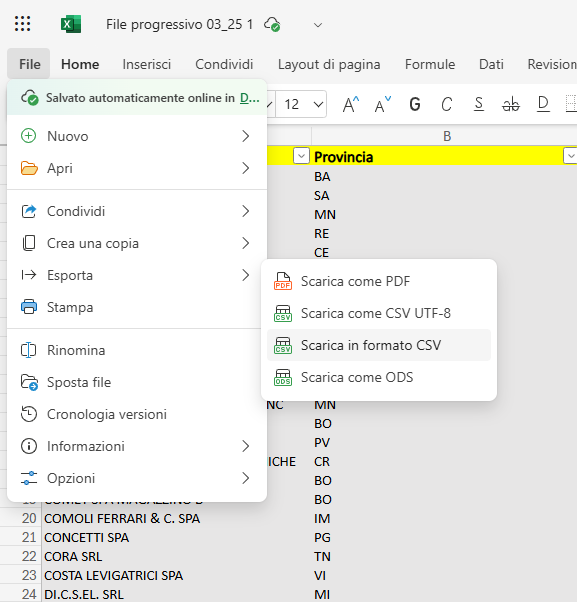 File progressivo 03_25 1
File Home Inserisci Condividi Layout di pagina Formule Dati Revision
Salvato automaticamente online in D... 12 A^ A˅ G C S ab D
Nuovo
B
Provincia
Apri
BA
SA
MN
Condividi
RE
Crea una copia
CE
Esporta
Scarica come PDF
Stampa
Scarica come CSV UTF-8
Rinomina
Scarica in formato CSV
Sposta file
Scarica come ODS
NC MN
Cronologia versioni
BO
Informazioni
PV
ICHE CR
Opzioni
BO
BO
20 COMOLI FERRARI & C. SPA IM
21 CONCETTI SPA PG
22 CORA SRL TN
23 COSTA LEVIGATRICI SPA VI
24 DI.C.S.EL. SRL MI